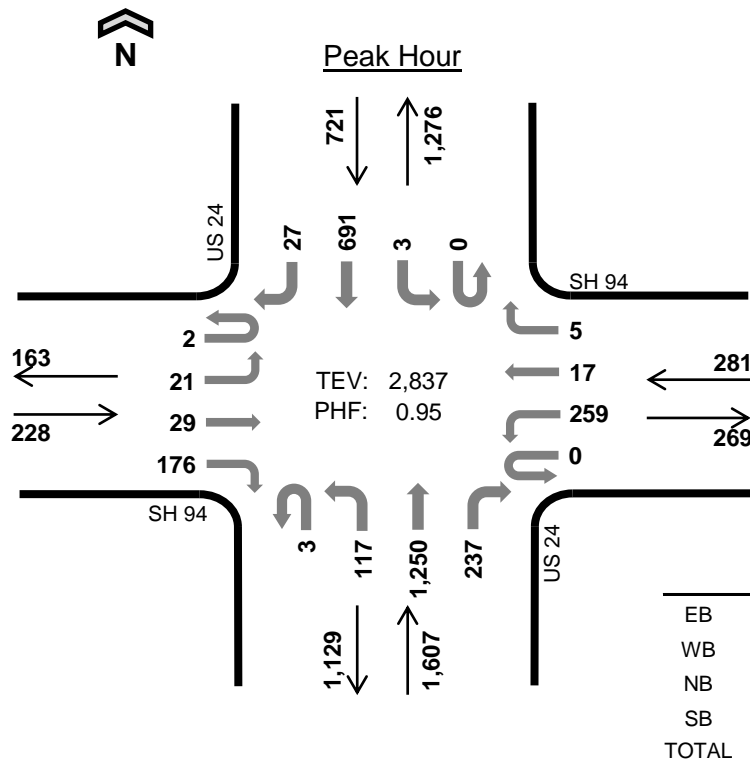 N
Peak Hour
721
1,276
US 24
27
691
3
0
SH 94
2
5
163
21
TEV: 2,837
17
281
228
29
PHF: 0.95
259
269
176
0
SH 94
3
117
1,250
237
US 24
1,129
1,607
EB
WB
NB
SB
TOTAL